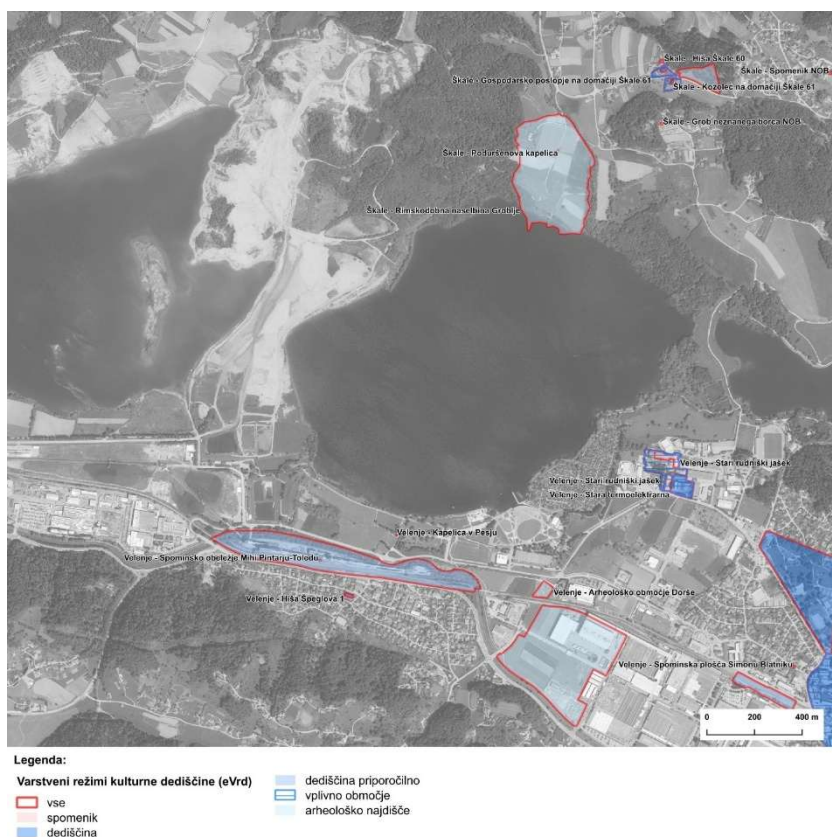 Škale - Hiša Škale 60
Škale - Spomenik NOB
Škale - Gospodarsko poslopje na domačiji Škale 61
Škale - Kozolec na domačiji Škale 61
Škale - Grob neznanega borca NOB
Škale - Poduršenova kapelica
Škale - Rimskodobna naselbina Groblje
Velenje - Stari rudniški jašek
Velenje - Stari rudniški jašek
Velenje - Stara termoelektrarna
Velenje - Kapelica v Pesju
Velenje - Spominsko obeležje Mihi Pintarju-Toledu
Velenje - Hiša Špeglova 1
Velenje - Arheološko območje Dorše
Velenje - Spominska plošča Simonu Blatniku
0 200 400 m
Legenda:
Varstveni režimi kulturne dediščine (eVrd)
vse
spomenik
dediščina
dediščina priporočilno
vplivno območje
arheološko najdišče